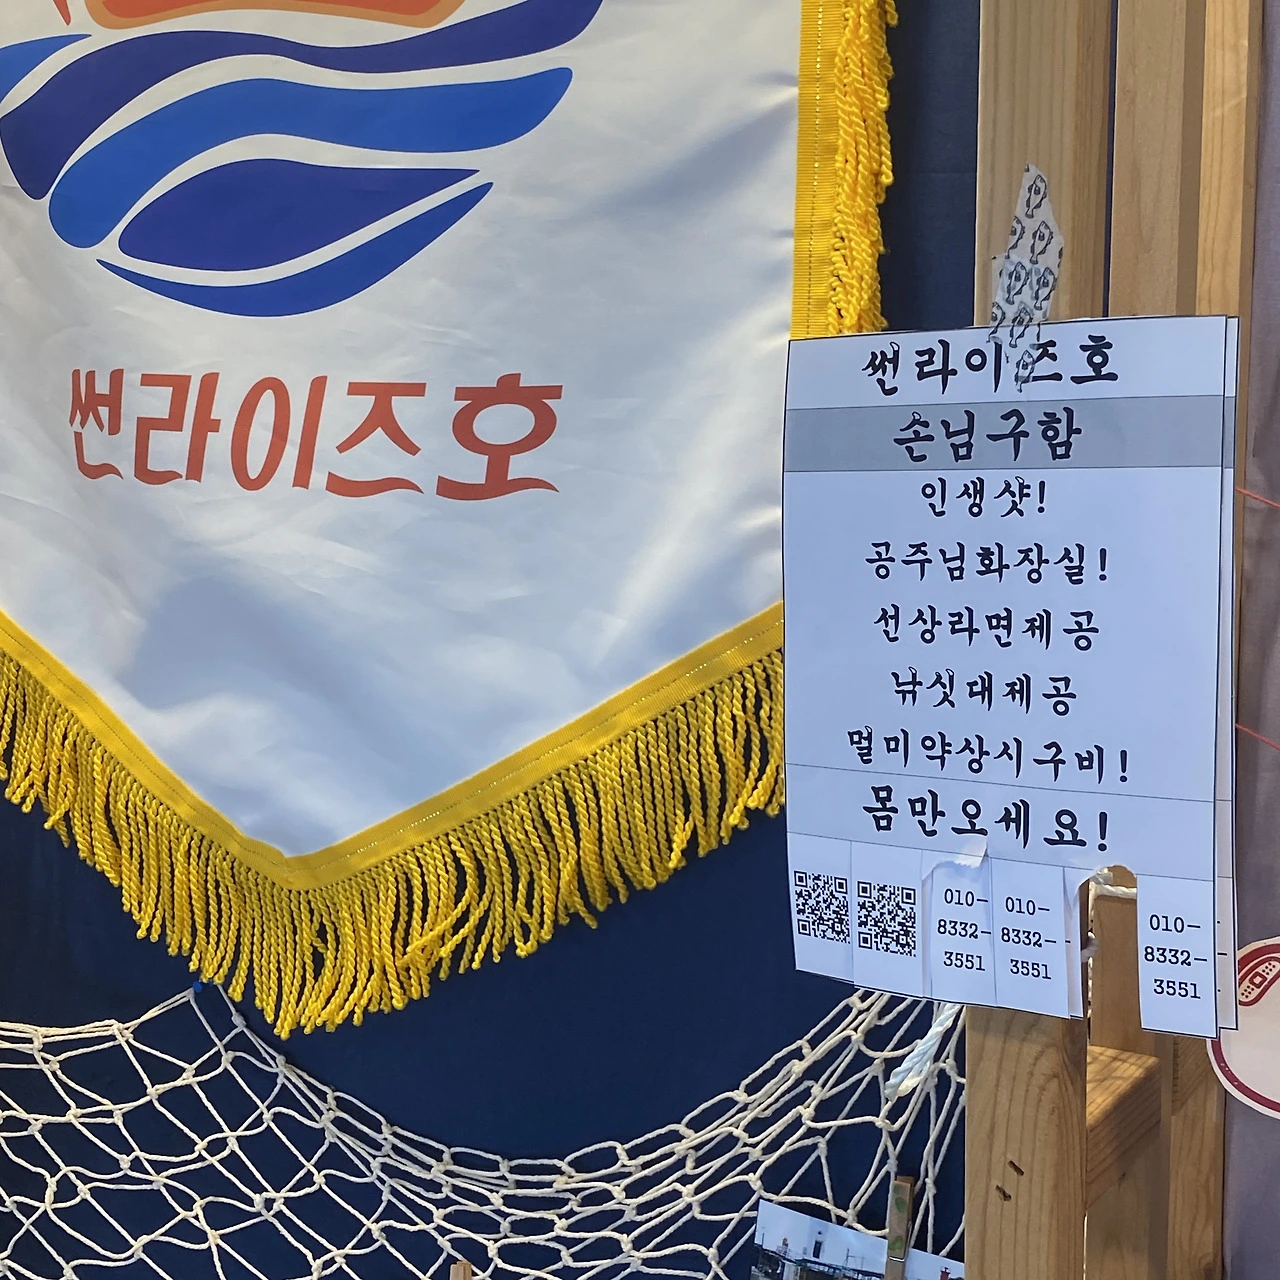 썬라이즈호
썬라이즈호
손님구함
인생샷!
공주님화장실!
선상라면제공
낚싯대제공
멀미약상시구비!
몸만오세요!
010-
8332-
3551
010-
8332-
3551
010-
8332-
3551